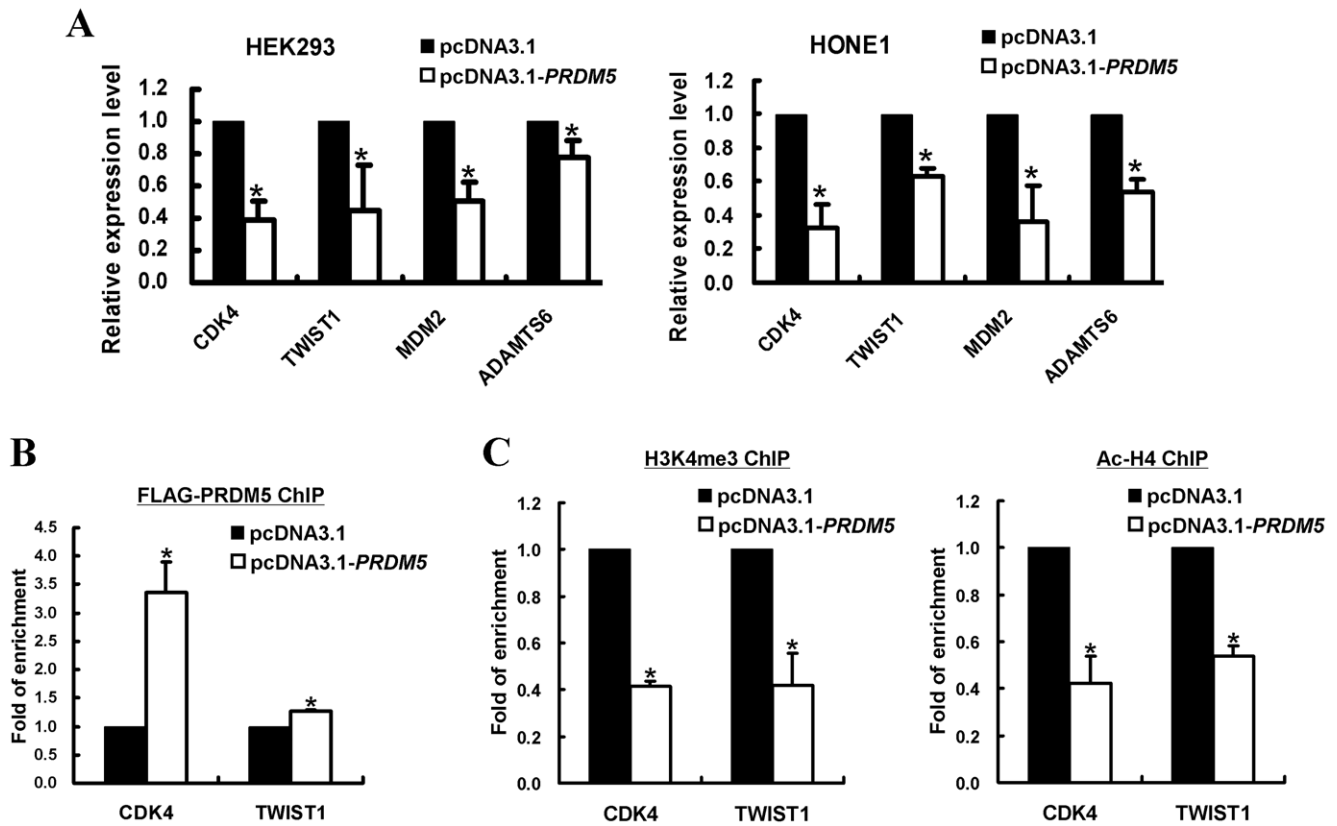 A
HEK293
pcDNA3.1
pcDNA3.1-PRDM5
Relative expression level
1.2
1.0
0.8
0.6
0.4
0.2
0.0
CDK4
TWIST1
MDM2
ADAMTS6
* * * *
HONE1
pcDNA3.1
pcDNA3.1-PRDM5
Relative expression level
1.2
1.0
0.8
0.6
0.4
0.2
0.0
CDK4
TWIST1
MDM2
ADAMTS6
* * * *
B
FLAG-PRDM5 ChIP
pcDNA3.1
pcDNA3.1-PRDM5
Fold of enrichment
4.5
4.0
3.5
3.0
2.5
2.0
1.5
1.0
0.5
0.0
CDK4
TWIST1
* *
C
H3K4me3 ChIP
pcDNA3.1
pcDNA3.1-PRDM5
Fold of enrichment
1.2
1.0
0.8
0.6
0.4
0.2
0.0
CDK4
TWIST1
* *
Ac-H4 ChIP
pcDNA3.1
pcDNA3.1-PRDM5
Fold of enrichment
1.2
1.0
0.8
0.6
0.4
0.2
0.0
CDK4
TWIST1
* *